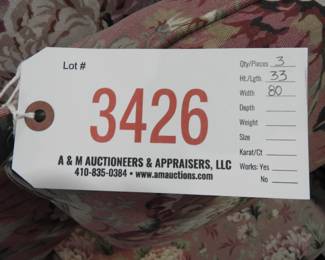 Lot #
3426
A & M AUCTIONEERS & APPRAISERS, LLC
410-835-0384 • www.amauctions.com
Qty/Pieces 3
Ht./Lgth. 33
Width 80
Depth
Weight
Size
Karat/Ct
Works: Yes
No